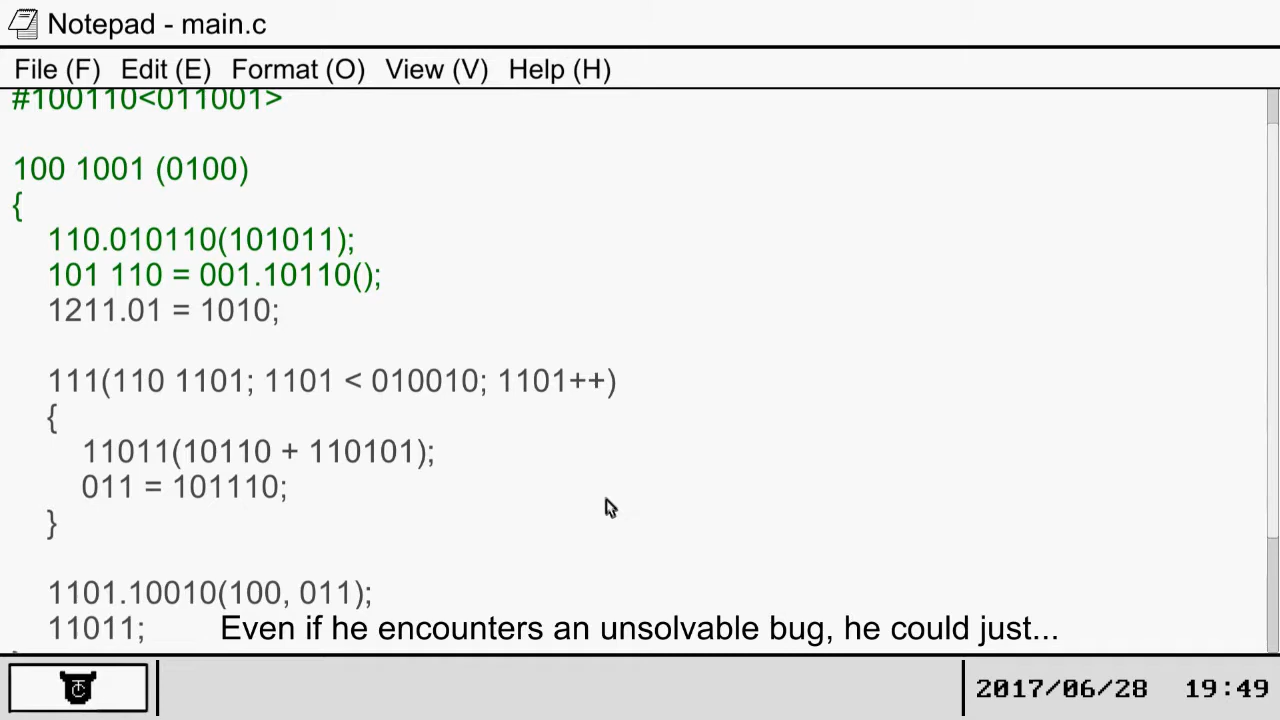 Notepad - main.c
File (F) Edit (E) Format (O) View (V) Help (H)
#100110<011001>
100 1001 (0100)
{
110.010110(101011);
101 110 = 001.10110();
1211.01 = 1010;
111(110 1101; 1101 < 010010; 1101++)
{
11011(10110 + 110101);
011 = 101110;
}
1101.10010(100, 011);
11011;
Even if he encounters an unsolvable bug, he could just...
2017/06/28 19:49